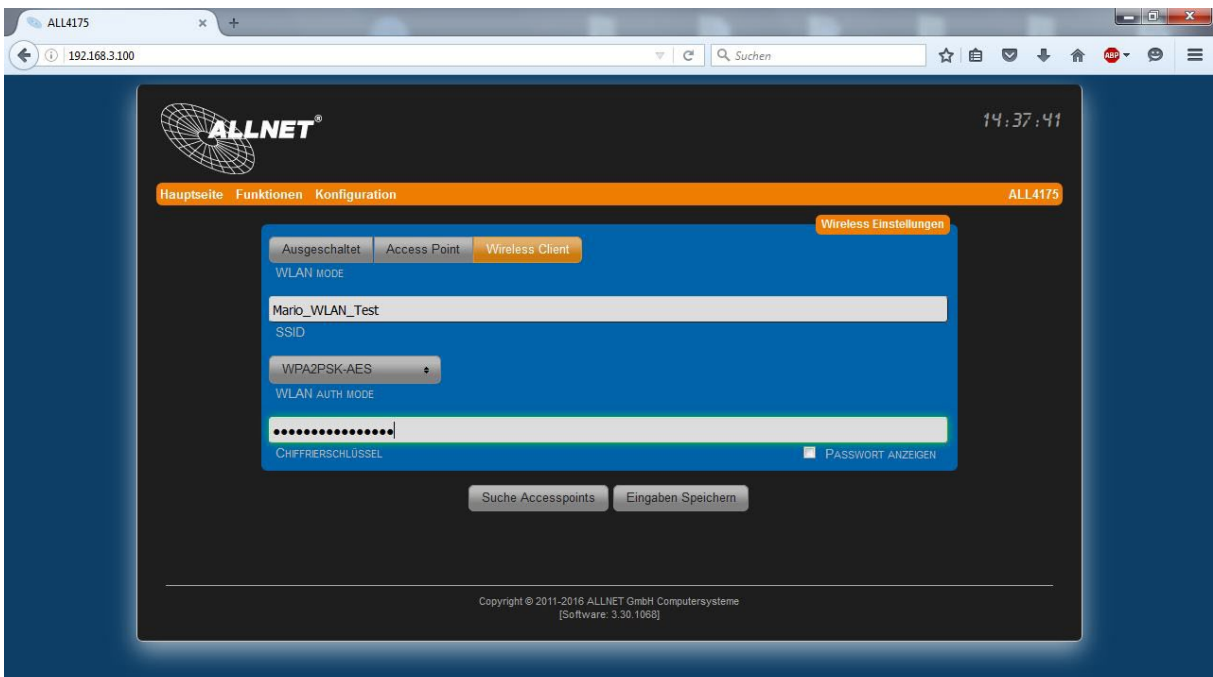 ALL4175
192.168.3.100
Suchen
ABP
ALLNET®
14:37:41
Hauptseite Funktionen Konfiguration ALL4175
Wireless Einstellungen
Ausgeschaltet Access Point Wireless Client
WLAN MODE
Mario_WLAN_Test
SSID
WPA2PSK-AES
WLAN AUTH MODE
••••••••••••••••
CHIFFRIERSCHLÜSSEL
PASSWORT ANZEIGEN
Suche Accesspoints Eingaben Speichern
Copyright © 2011-2016 ALLNET GmbH Computersysteme
[Software: 3.30.1068]